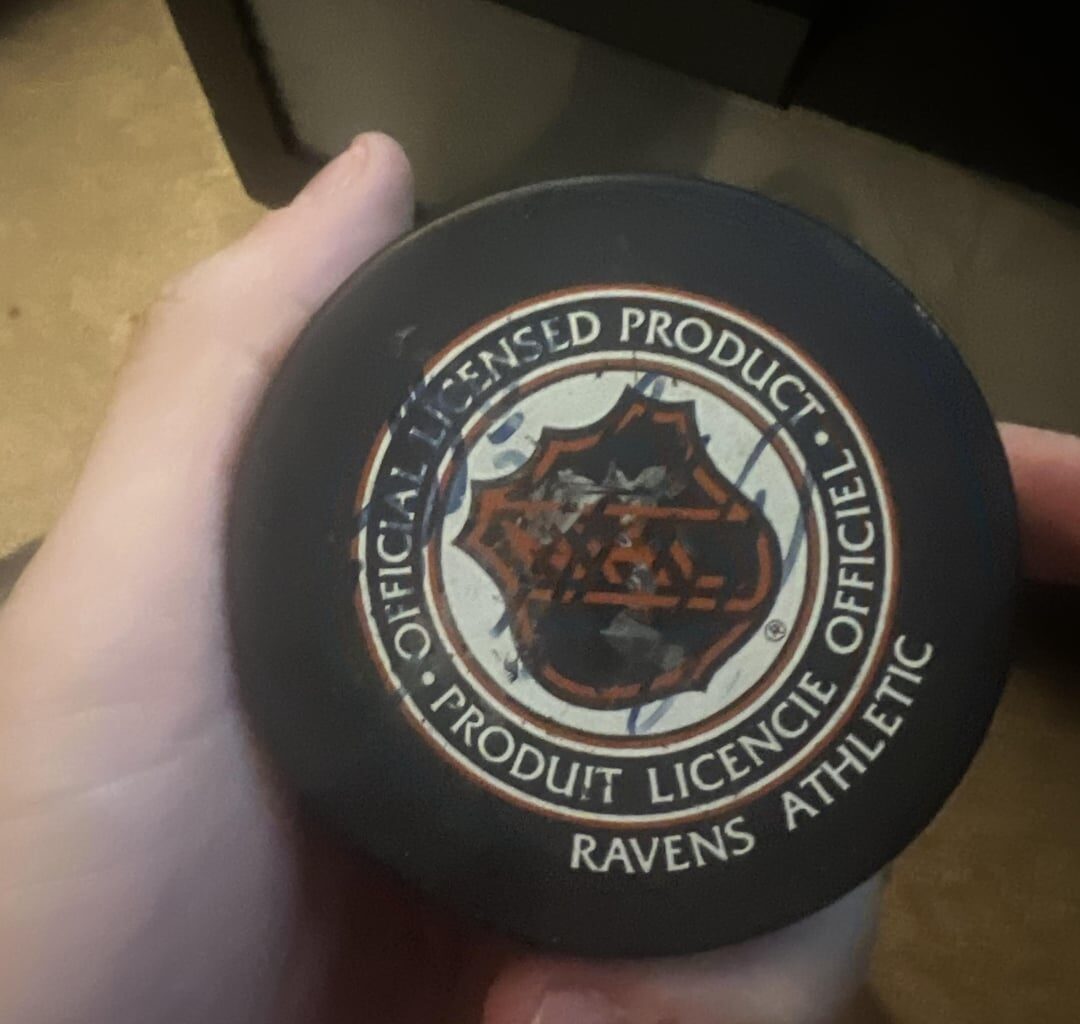 OFFICIAL LICENSED PRODUCT • PRODUIT LICENCIE OFFICIEL •
®
RAVENS ATHLETIC